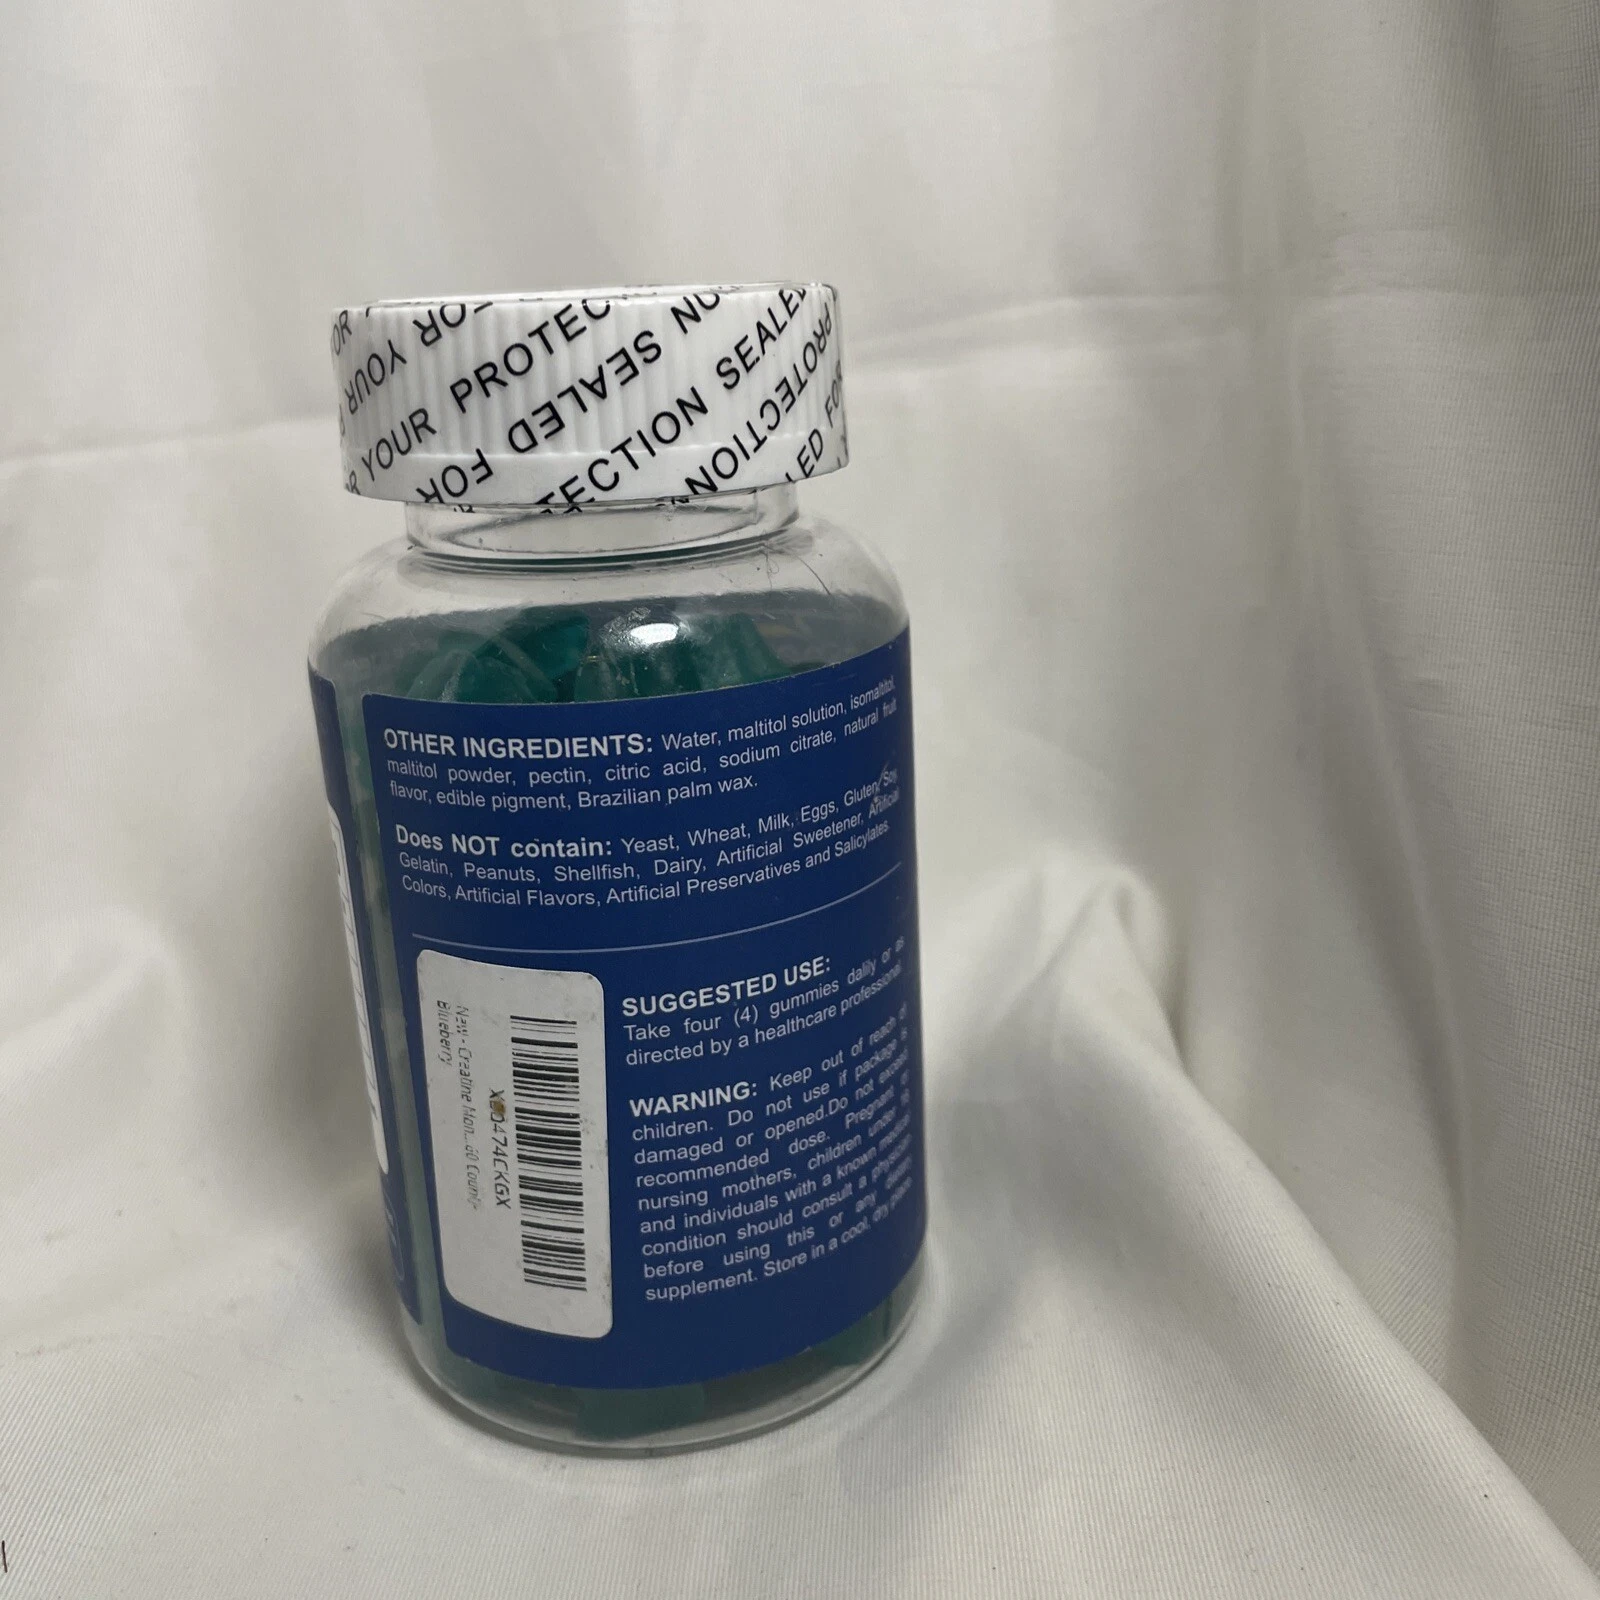 FOR YOUR PROTEC
SEALED FOR
SEALED
ECTION SEALED
PROTECTION
OTHER INGREDIENTS: Water, maltitol solution, isomaltitol,
maltitol powder, pectin, citric acid, sodium citrate, natural fruit
flavor, edible pigment, Brazilian palm wax.
Does NOT contain: Yeast, Wheat, Milk, Eggs, Gluten, Soy,
Gelatin, Peanuts, Shellfish, Dairy, Artificial Sweetener, Artificial
Colors, Artificial Flavors, Artificial Preservatives and Salicylates.
SUGGESTED USE:
Take four (4) gummies dalily or as
directed by a healthcare professional.
WARNING: Keep out of reach of
children. Do not use if package is
damaged or opened.Do not exceed
recommended dose. Pregnant or
nursing mothers, children under 18
and individuals with a known medical
condition should consult a physician
before using this or any dietary
supplement. Store in a cool, dry place.
474CKGX
New - Creatine Mon...60 Count -
Blueberry